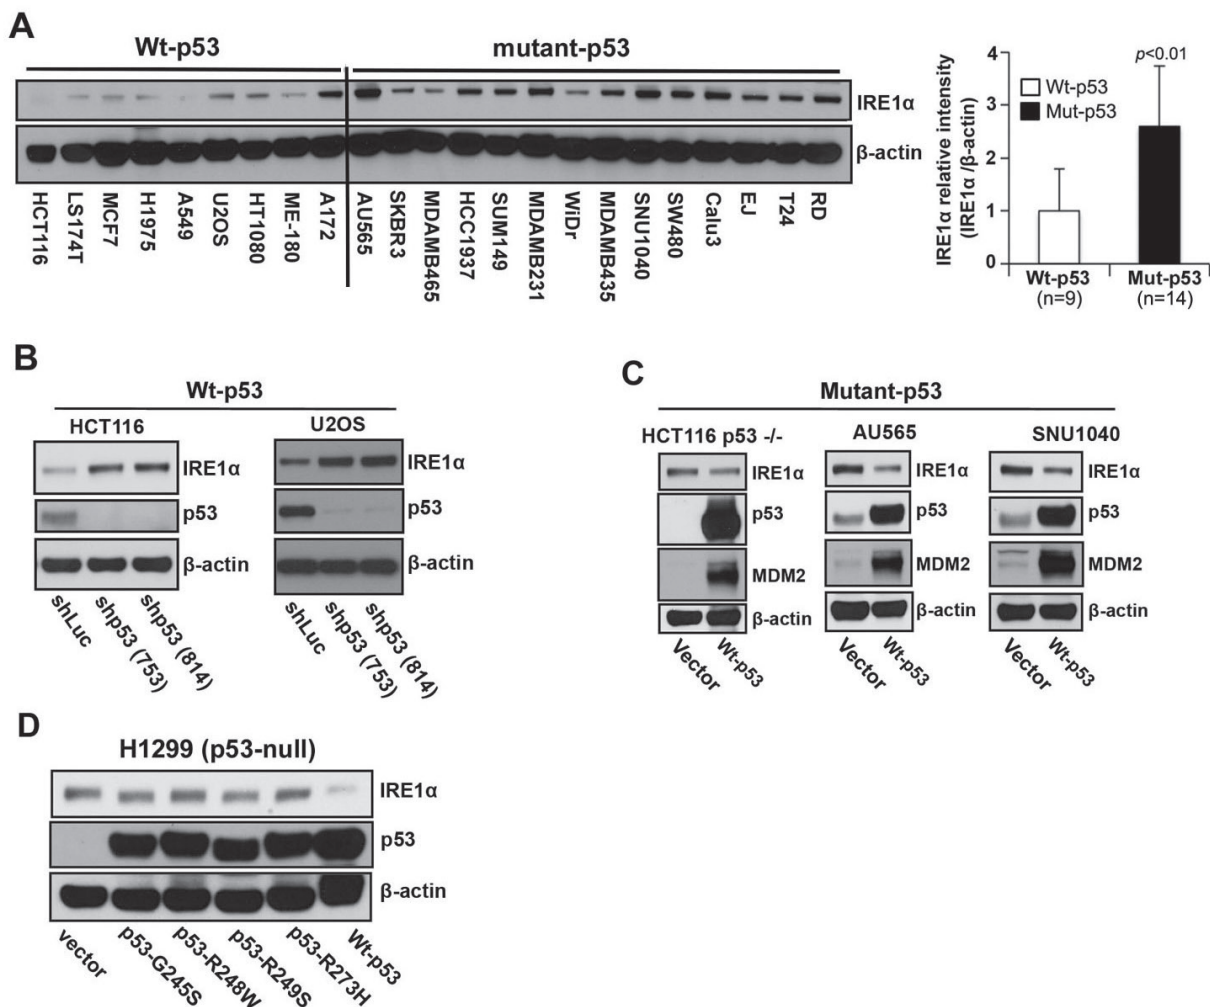 A
Wt-p53 mutant-p53
IRE1α
β-actin
HCT116 LS174T MCF7 H1975 A549 U2OS HT1080 ME-180 A172 AU565 SKBR3 MDAMB465 HCC1937 SUM149 MDAMB231 WiDr MDAMB435 SNU1040 SW480 Calu3 EJ T24 RD
IRE1α relative intensity
(IRE1α /β-actin)
4
3
2
1
0
p<0.01
Wt-p53
Mut-p53
Wt-p53 Mut-p53
(n=9) (n=14)
B
Wt-p53
HCT116 U2OS
IRE1α IRE1α
p53 p53
β-actin β-actin
shLuc shp53 (753) shp53 (814) shLuc shp53 (753) shp53 (814)
C
Mutant-p53
HCT116 p53 -/- AU565 SNU1040
IRE1α IRE1α IRE1α
p53 p53 p53
MDM2 MDM2 MDM2
β-actin β-actin β-actin
Vector Wt-p53 Vector Wt-p53 Vector Wt-p53
D
H1299 (p53-null)
IRE1α
p53
β-actin
vector p53-G245S p53-R248W p53-R249S p53-R273H Wt-p53